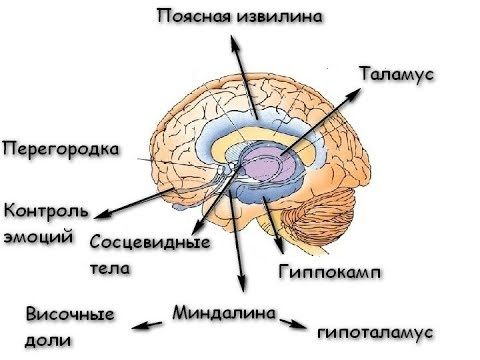 Поясная извилина
Таламус
Перегородка
Контроль
эмоций
Сосцевидные
тела
Гиппокамп
Височные
доли
Миндалина
гипоталамус